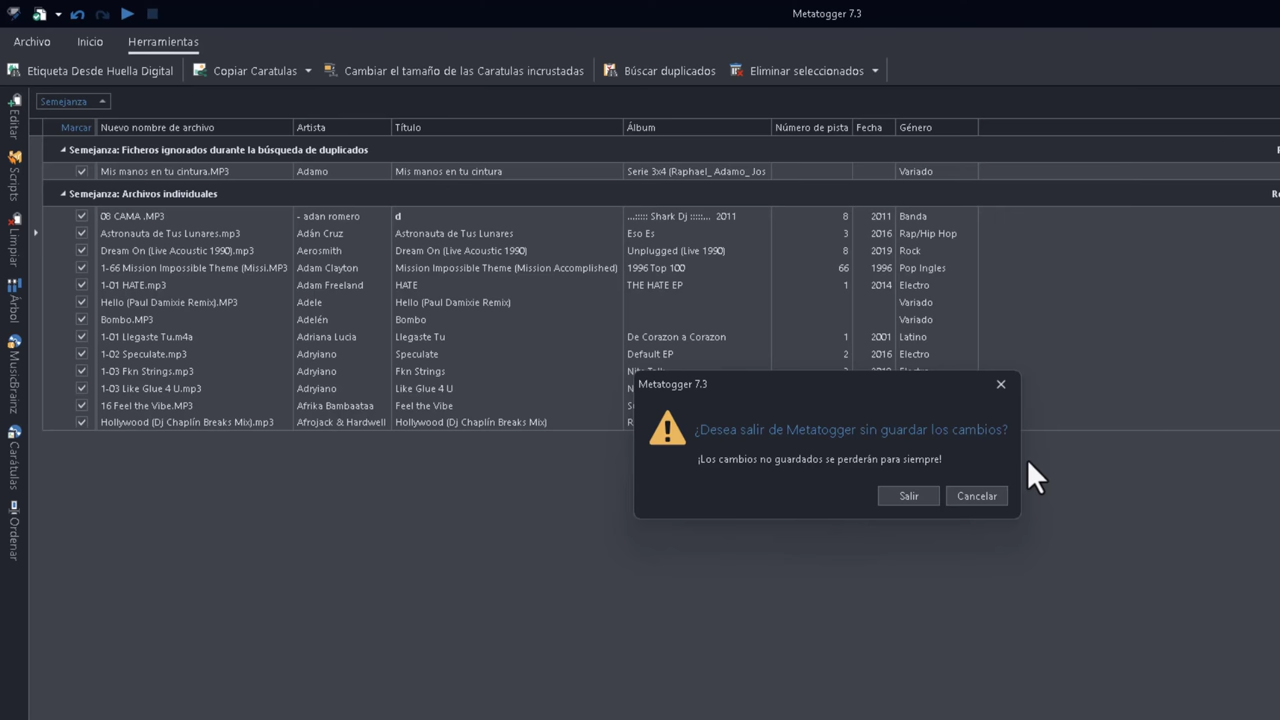 Metatogger 7.3
Archivo Inicio Herramientas
Etiqueta Desde Huella Digital Copiar Caratulas Cambiar el tamaño de las Caratulas incrustadas Búscar duplicados Eliminar seleccionados
Semejanza
Marcar Nuevo nombre de archivo Artista Título Álbum Número de pista Fecha Género
Semejanza: Ficheros ignorados durante la búsqueda de duplicados
Mis manos en tu cintura.MP3 Adamo Mis manos en tu cintura Serie 3x4 (Raphael_ Adamo_ Jos Variado
Semejanza: Archivos individuales
08 CAMA .MP3 - adan romero d ...::::: Shark Dj :::::... 2011 8 2011 Banda
Astronauta de Tus Lunares.mp3 Adán Cruz Astronauta de Tus Lunares Eso Es 3 2016 Rap/Hip Hop
Dream On (Live Acoustic 1990).mp3 Aerosmith Dream On (Live Acoustic 1990) Unplugged (Live 1990) 8 2019 Rock
1-66 Mission Impossible Theme (Missi.MP3 Adam Clayton Mission Impossible Theme (Mission Accomplished) 1996 Top 100 66 1996 Pop Ingles
1-01 HATE.mp3 Adam Freeland HATE THE HATE EP 1 2014 Electro
Hello (Paul Damixie Remix).MP3 Adele Hello (Paul Damixie Remix) Variado
Bombo.MP3 Adelén Bombo Variado
1-01 Llegaste Tu.m4a Adriana Lucia Llegaste Tu De Corazon a Corazon 1 2001 Latino
1-02 Speculate.mp3 Adryiano Speculate Default EP 2 2016 Electro
1-03 Fkn Strings.mp3 Adryiano Fkn Strings
1-03 Like Glue 4 U.mp3 Adryiano Like Glue 4 U
16 Feel the Vibe.MP3 Afrika Bambaataa Feel the Vibe
Hollywood (Dj Chaplín Breaks Mix).mp3 Afrojack & Hardwell Hollywood (Dj Chaplín Breaks Mix)
Metatogger 7.3
¿Desea salir de Metatogger sin guardar los cambios?
¡Los cambios no guardados se perderán para siempre!
Salir Cancelar
Editar
Scripts
Limpiar
Árbol
MusicBrainz
Carátulas
Ordenar